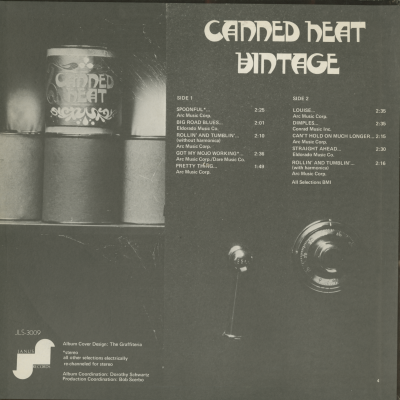 CANNED HEAT
VINTAGE
CANNED
HEAT
SIDE 1
SPOONFUL*... 2:25
Arc Music Corp.
BIG ROAD BLUES... 2:01
Eldorado Music Co.
ROLLIN' AND TUMBLIN'... 2:10
(without harmonica)
Arc Music Corp.
GOT MY MOJO WORKING*... 2:36
Arc Music Corp./Dare Music Co.
PRETTY THING... 1:49
Arc Music Corp.
SIDE 2
LOUISE... 2:35
Arc Music Corp.
DIMPLES... 2:39
Conrad Music Inc.
CAN'T HOLD ON MUCH LONGER... 2:15
Arc Music Corp.
STRAIGHT AHEAD... 2:30
Eldorado Music Co.
ROLLIN' AND TUMBLIN'... 2:16
(with harmonica)
Arc Music Corp.
All Selections BMI
JLS 3009
JANUS
RECORDS
Album Cover Design: The Graffiteria
*stereo
all other selections electrically
re-channeled for stereo
Album Coordination: Dorothy Schwartz
Production Coordination: Bob Scerbo